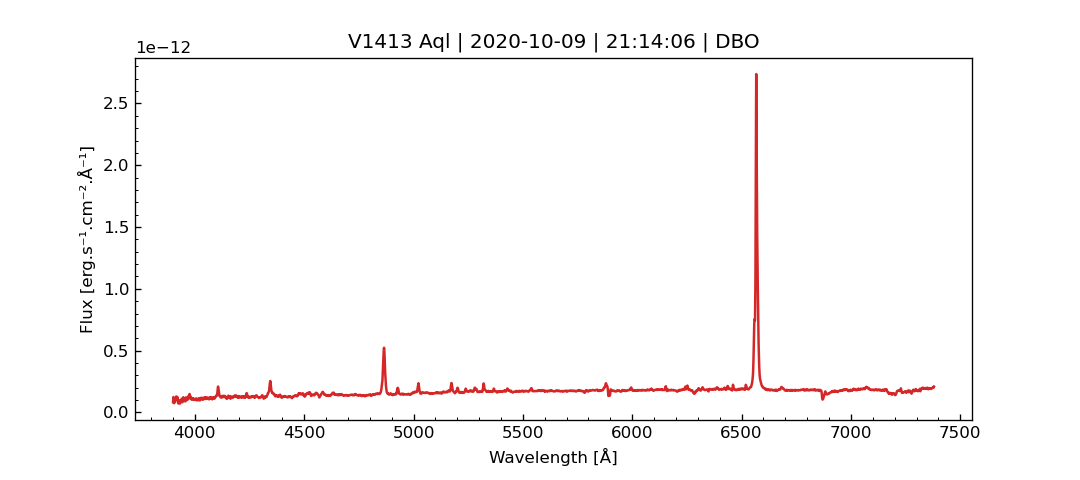 V1413 Aql | 2020-10-09 | 21:14:06 | DBO
1e−12
2.5
2.0
1.5
1.0
0.5
0.0
Flux [erg.s⁻¹.cm⁻².Å⁻¹]
4000 4500 5000 5500 6000 6500 7000 7500
Wavelength [Å]